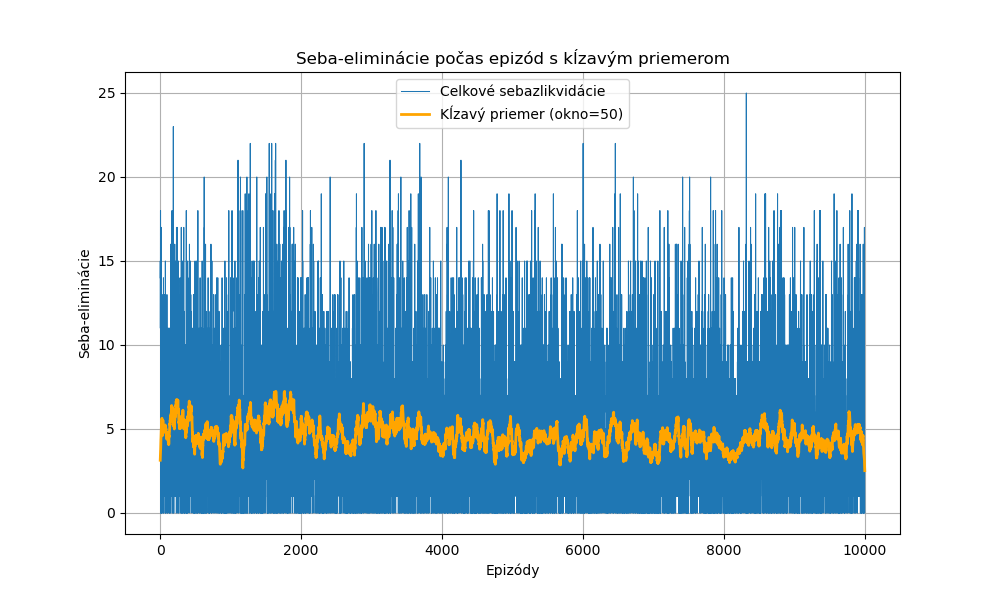 Seba-eliminácie počas epizód s kĺzavým priemerom
Celkové sebazlikvidácie
Kĺzavý priemer (okno=50)
25
20
15
10
5
0
Seba-eliminácie
0 2000 4000 6000 8000 10000
Epizódy